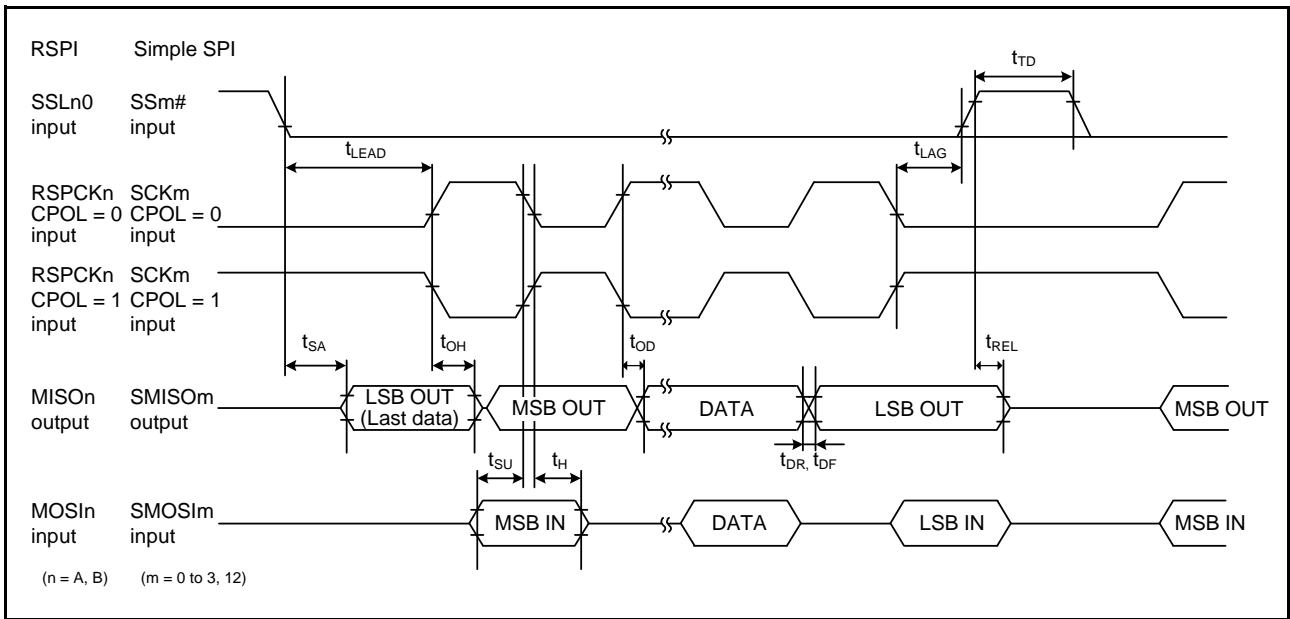 RSPI Simple SPI
tTD
SSLn0 SSm#
input input
tLEAD tLAG
RSPCKn SCKm
CPOL = 0 CPOL = 0
input input
RSPCKn SCKm
CPOL = 1 CPOL = 1
input input
tSA tOH tOD tREL
MISOn SMISOm
output output
LSB OUT
(Last data)
MSB OUT
DATA
LSB OUT
MSB OUT
tSU tH tDR, tDF
MOSIn SMOSIm
input input
MSB IN
DATA
LSB IN
MSB IN
(n = A, B) (m = 0 to 3, 12)